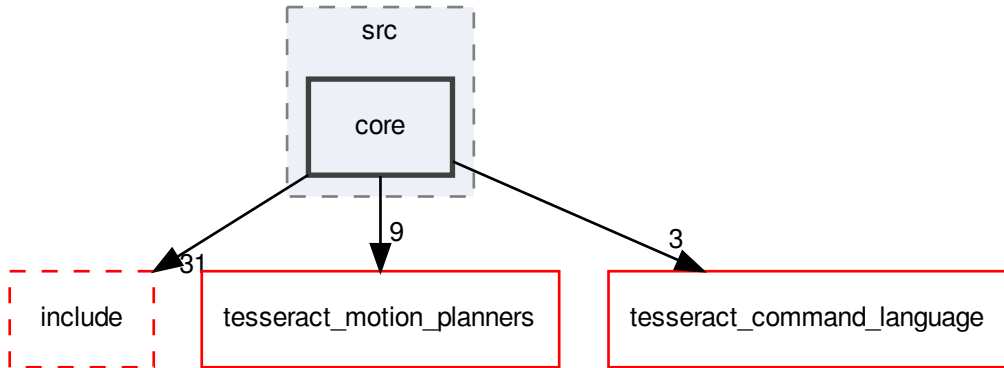 src
core
31
9
3
include
tesseract_motion_planners
tesseract_command_language